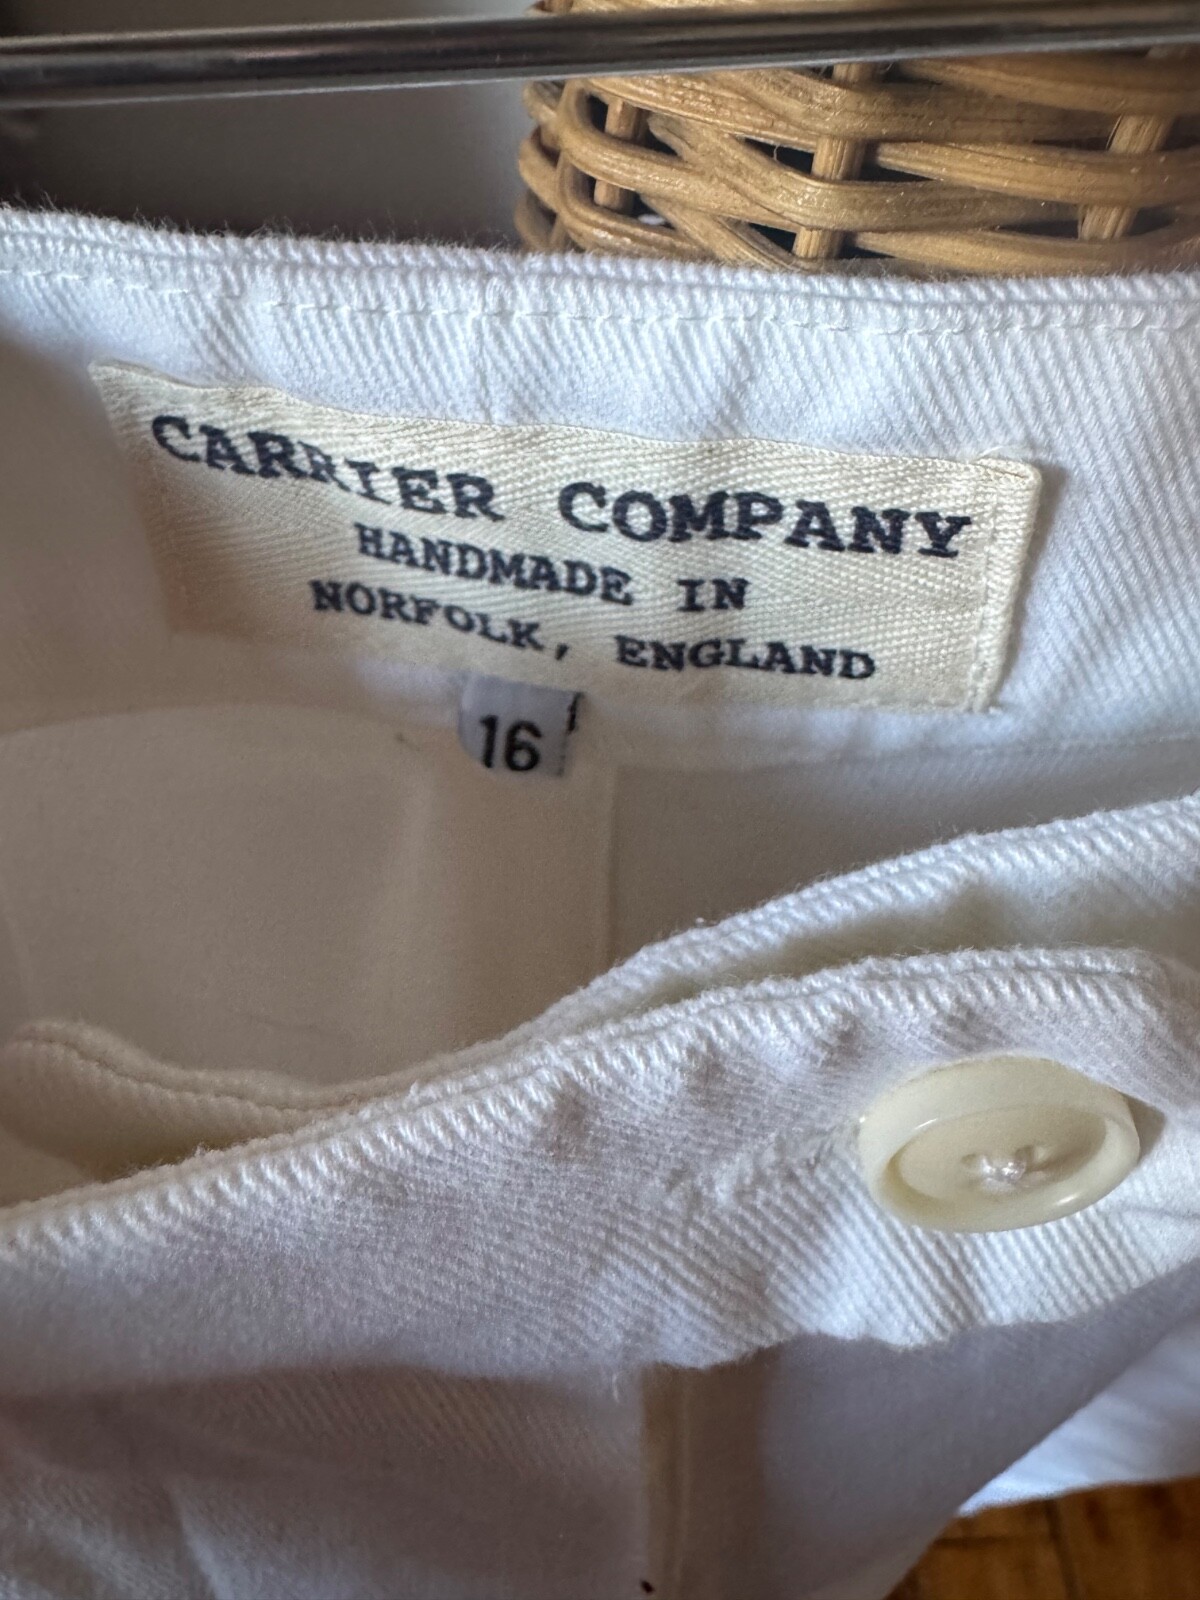 CARRIER COMPANY
HANDMADE IN
NORFOLK, ENGLAND
16